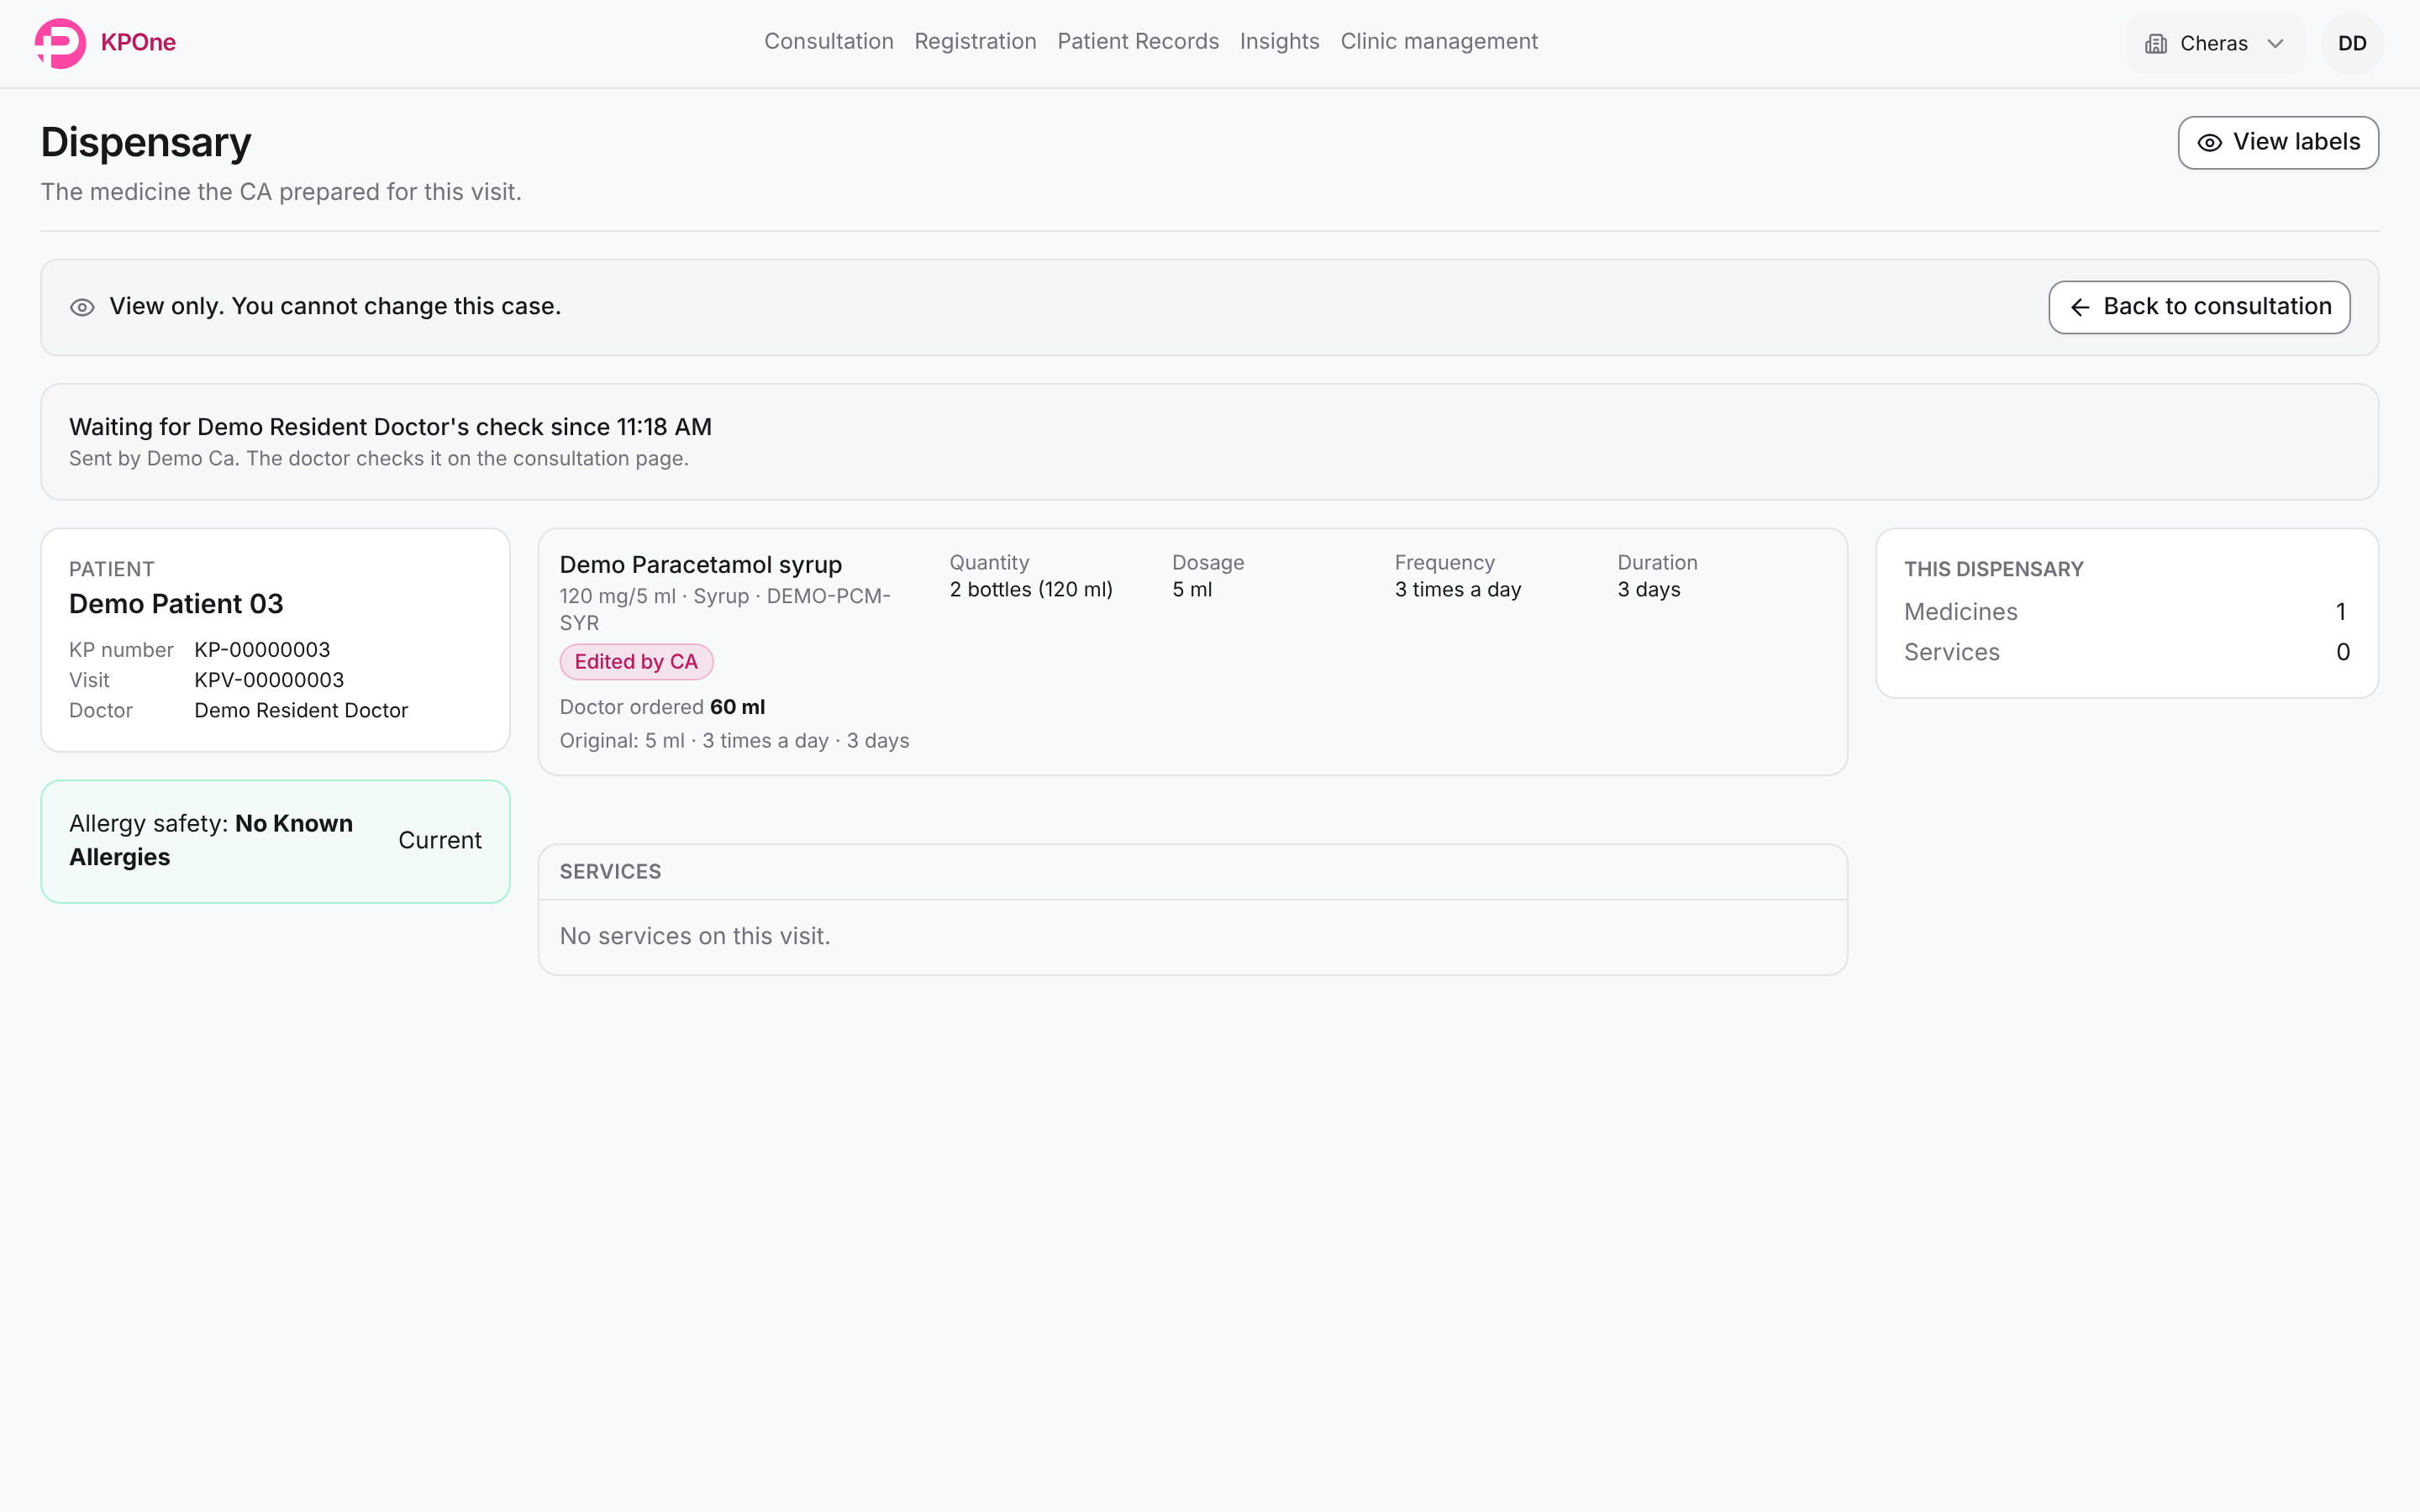 KPOne
Consultation
Registration
Patient Records
Insights
Clinic management
Cheras
DD
Dispensary
The medicine the CA prepared for this visit.
View labels
View only. You cannot change this case.
Back to consultation
Waiting for Demo Resident Doctor's check since 11:18 AM
Sent by Demo Ca. The doctor checks it on the consultation page.
PATIENT
Demo Patient 03
KP number KP-00000003
Visit KPV-00000003
Doctor Demo Resident Doctor
Allergy safety: No Known
Allergies
Current
Demo Paracetamol syrup
120 mg/5 ml · Syrup · DEMO-PCM-
SYR
Edited by CA
Doctor ordered 60 ml
Original: 5 ml · 3 times a day · 3 days
Quantity
2 bottles (120 ml)
Dosage
5 ml
Frequency
3 times a day
Duration
3 days
SERVICES
No services on this visit.
THIS DISPENSARY
Medicines 1
Services 0